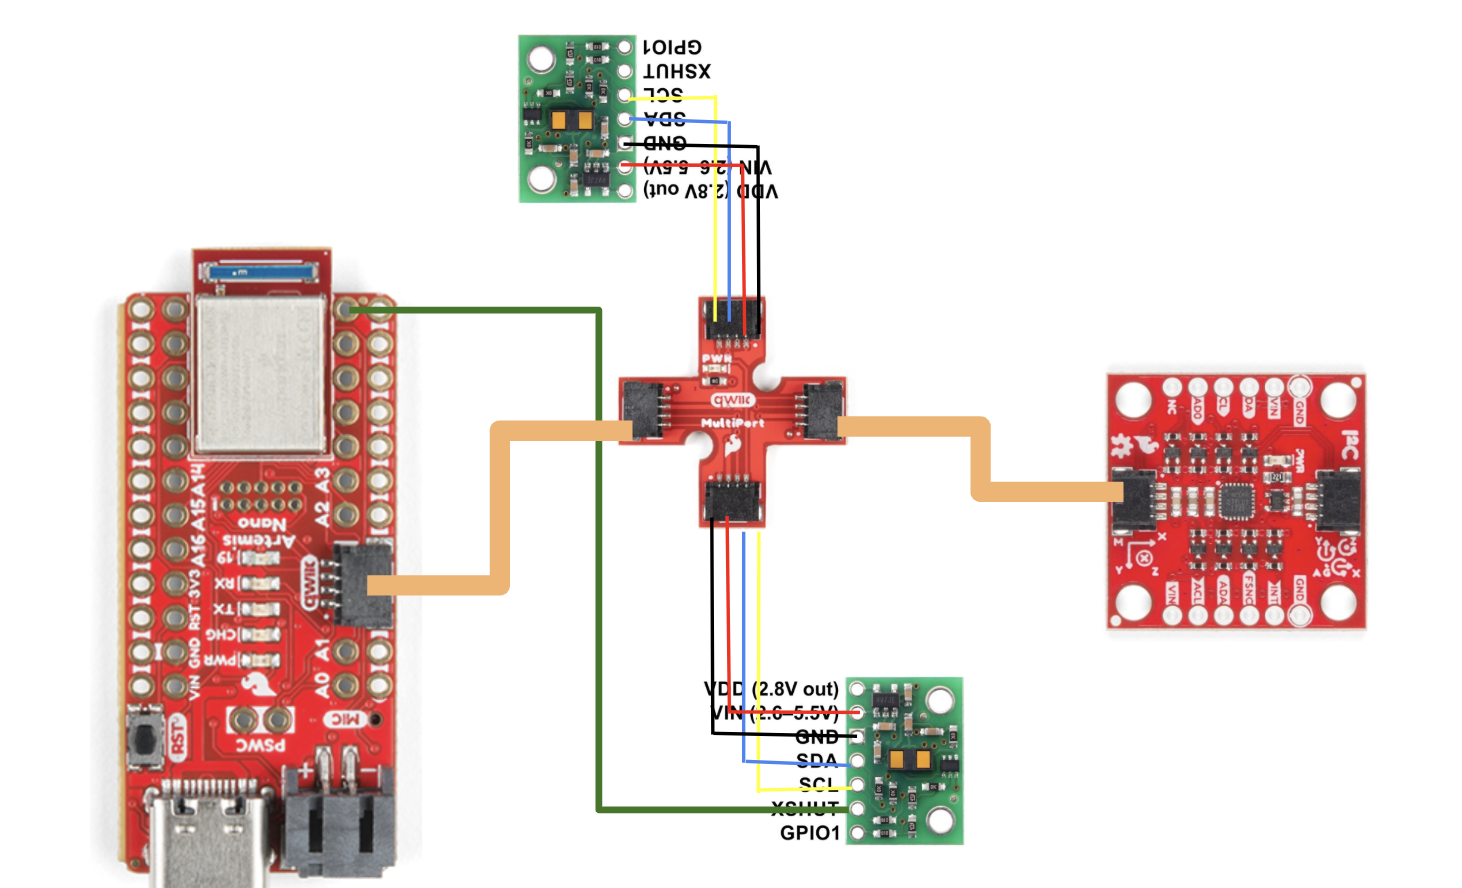 GPIO1
XSHUT
SCL
SDA
GND
VIN (2.6–5.5V)
VDD (2.8V out)
PWR
qwiic
MultiPort
A14
A15
A16
3V3
RST
GND
VIN
A3
A2
A1
A0
Nano
Artemis
19
RX
TX
CHG
PWR
qwiic
PSWC
MIC
RST
+
−
NC
AD0
CL
DA
VIN
GND
I2C
PWR
X
Y
Z
VIN
ACL
ADA
FSNC
INT
GND
VDD (2.8V out)
VIN (2.6–5.5V)
GND
SDA
SCL
XSHUT
GPIO1